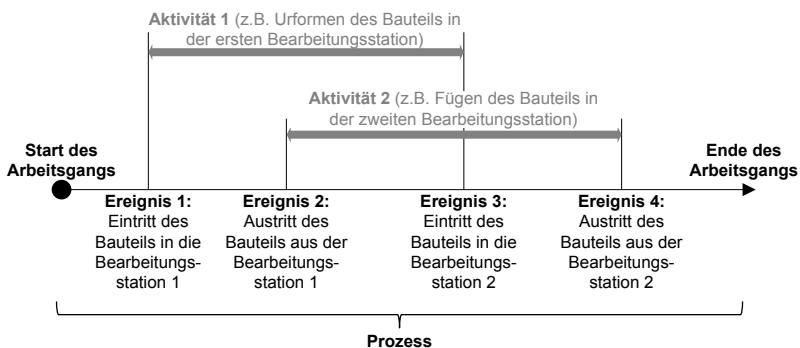 Aktivität 1 (z.B. Urformen des Bauteils in
der ersten Bearbeitungsstation)
Aktivität 2 (z.B. Fügen des Bauteils in
der zweiten Bearbeitungsstation)
Start des
Arbeitsgangs
Ende des
Arbeitsgangs
Ereignis 1:
Eintritt des
Bauteils in die
Bearbeitungs-
station 1
Ereignis 2:
Austritt des
Bauteils aus der
Bearbeitungs-
station 1
Ereignis 3:
Eintritt des
Bauteils in die
Bearbeitungs-
station 2
Ereignis 4:
Austritt des
Bauteils aus der
Bearbeitungs-
station 2
Prozess